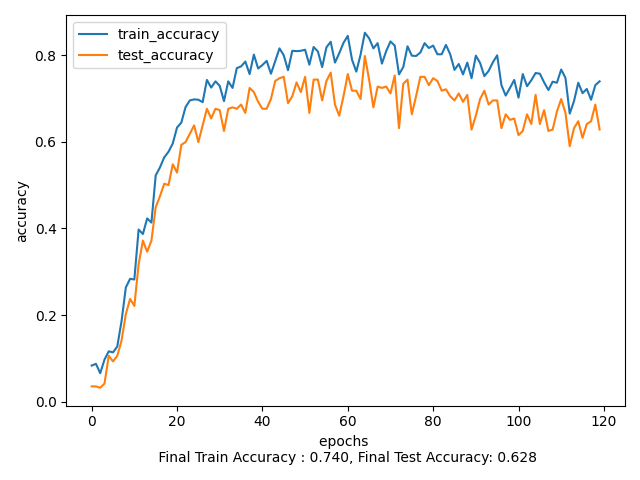 train_accuracy
test_accuracy
accuracy
0.8
0.6
0.4
0.2
0.0
0 20 40 60 80 100 120
epochs
Final Train Accuracy : 0.740, Final Test Accuracy: 0.628